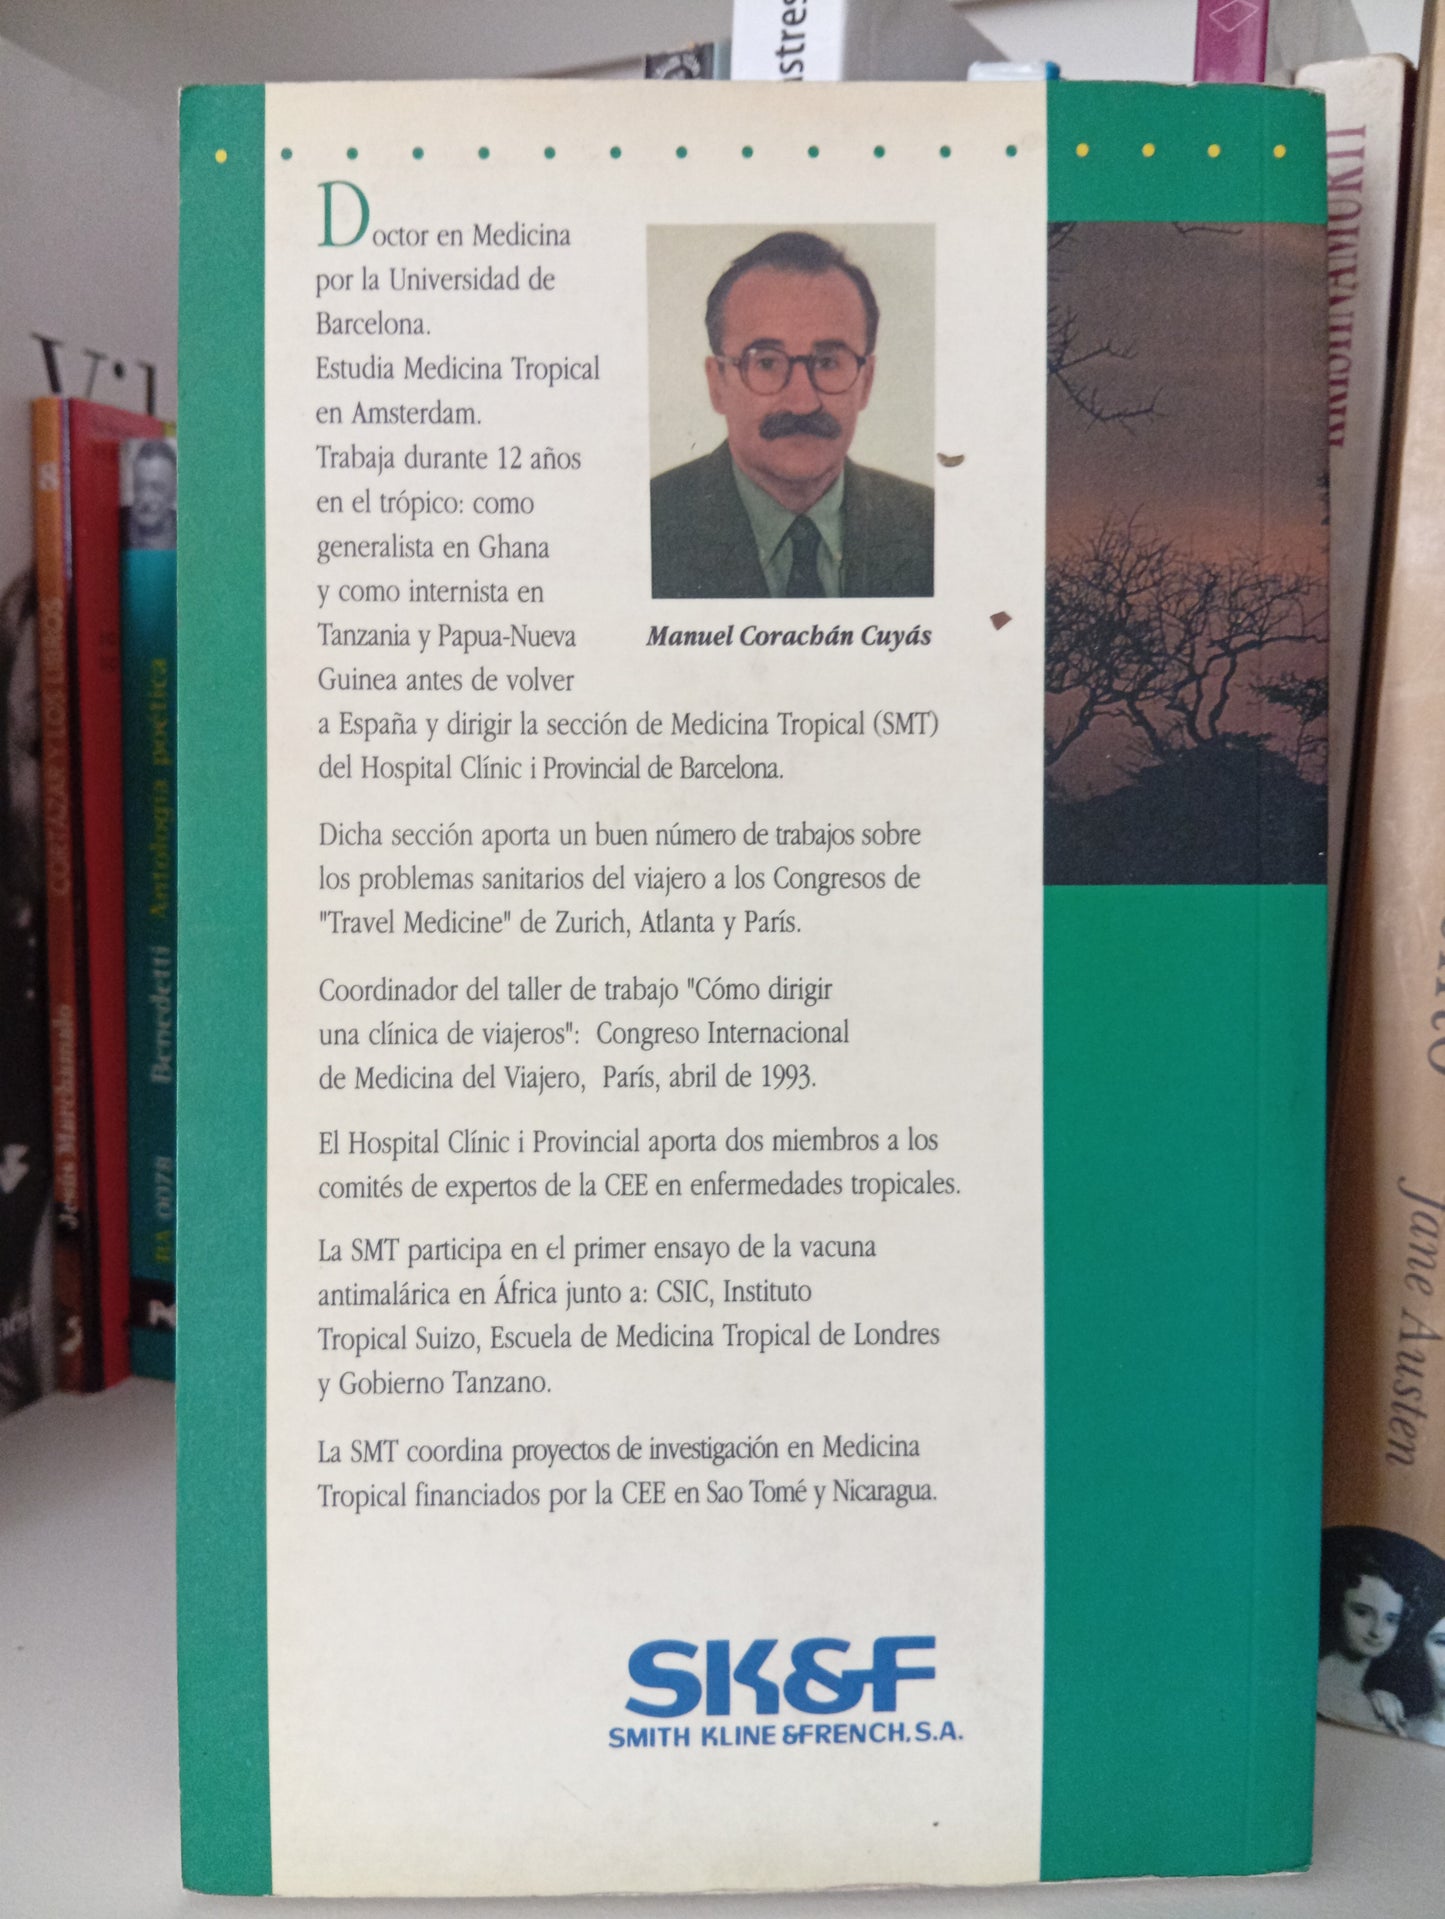 Doctor en Medicina
por la Universidad de
Barcelona.
Estudia Medicina Tropical
en Amsterdam.
Trabaja durante 12 años
en el trópico: como
generalista en Ghana
y como internista en
Tanzania y Papua-Nueva
Guinea antes de volver
a España y dirigir la sección de Medicina Tropical (SMT)
del Hospital Clínic i Provincial de Barcelona.
Manuel Corachán Cuyás
Dicha sección aporta un buen número de trabajos sobre
los problemas sanitarios del viajero a los Congresos de
"Travel Medicine" de Zurich, Atlanta y París.
Coordinador del taller de trabajo "Cómo dirigir
una clínica de viajeros": Congreso Internacional
de Medicina del Viajero, París, abril de 1993.
El Hospital Clínic i Provincial aporta dos miembros a los
comités de expertos de la CEE en enfermedades tropicales.
La SMT participa en el primer ensayo de la vacuna
antimalárica en África junto a: CSIC, Instituto
Tropical Suizo, Escuela de Medicina Tropical de Londres
y Gobierno Tanzano.
La SMT coordina proyectos de investigación en Medicina
Tropical financiados por la CEE en Sao Tomé y Nicaragua.
SK&F
SMITH KLINE &FRENCH, S.A.
Jesús Marchamalo CORTÁZAR Y LOS LIBROS
Benedetti Antología poética
BA 0078
KRISHNAMURTI
Jane Austen